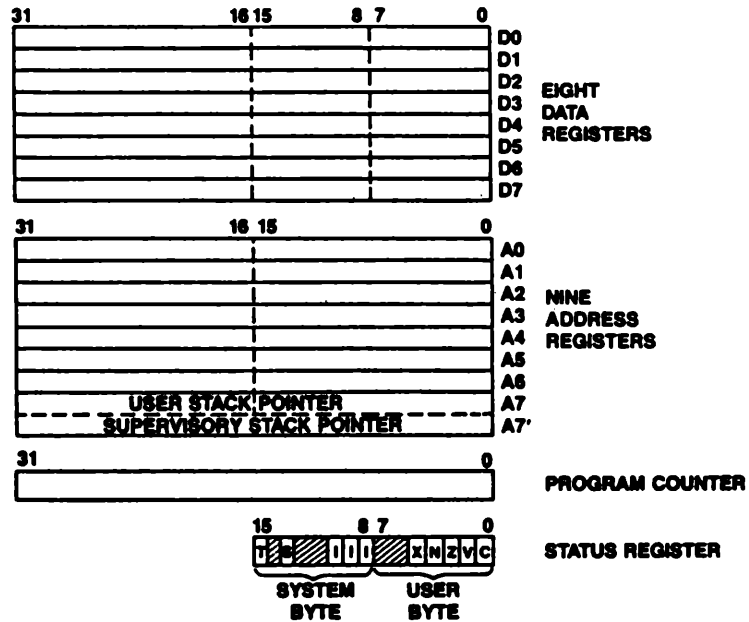 31 16 15 8 7 0
D0
D1
D2
D3
D4
D5
D6
D7
EIGHT
DATA
REGISTERS
31 16 15 0
A0
A1
A2
A3
A4
A5
A6
A7
A7'
NINE
ADDRESS
REGISTERS
USER STACK POINTER
SUPERVISORY STACK POINTER
31 0
PROGRAM COUNTER
15 8 7 0
T S I I I X N Z V C
STATUS REGISTER
SYSTEM
BYTE
USER
BYTE